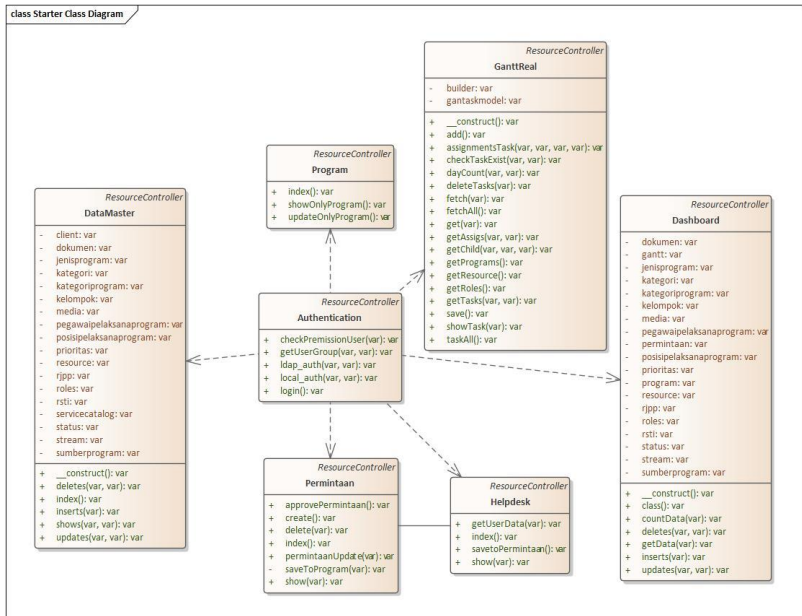 class Starter Class Diagram
ResourceController
GanttReal
- builder: var
- gantaskmodel: var
+ __construct(): var
+ add(): var
+ assignmentsTask(var, var, var, var): var
+ checkTaskExist(var, var): var
+ dayCount(var, var): var
+ deleteTasks(var): var
+ fetch(var): var
+ fetchAll(): var
+ get(var): var
+ getAssigs(var, var): var
+ getChild(var, var, var): var
+ getPrograms(): var
+ getResource(): var
+ getRoles(): var
+ getTasks(var, var): var
+ save(): var
+ showTask(var): var
+ taskAll(): var
ResourceController
Program
+ index(): var
+ showOnlyProgram(): var
+ updateOnlyProgram(): var
ResourceController
DataMaster
- client: var
- dokumen: var
- jenisprogram: var
- kategori: var
- kategoriprogram: var
- kelompok: var
- media: var
- pegawaipelaksanaprogram: var
- posisipelaksanaprogram: var
- prioritas: var
- resource: var
- rjpp: var
- roles: var
- rsti: var
- servicecatalog: var
- status: var
- stream: var
- sumberprogram: var
+ __construct(): var
+ deletes(var, var): var
+ index(): var
+ inserts(var): var
+ shows(var, var): var
+ updates(var, var): var
ResourceController
Authentication
+ checkPremissionUser(var): var
+ getUserGroup(var, var): var
+ ldap_auth(var, var): var
+ local_auth(var, var): var
+ login(): var
ResourceController
Dashboard
- dokumen: var
- gantt: var
- jenisprogram: var
- kategori: var
- kategoriprogram: var
- kelompok: var
- media: var
- pegawaipelaksanaprogram: var
- permintaan: var
- posisipelaksanaprogram: var
- prioritas: var
- program: var
- resource: var
- rjpp: var
- roles: var
- rsti: var
- status: var
- stream: var
- sumberprogram: var
+ __construct(): var
+ class(): var
+ countData(var): var
+ deletes(var, var): var
+ getData(var): var
+ inserts(var): var
+ updates(var, var): var
ResourceController
Permintaan
+ approvePermintaan(): var
+ create(): var
+ delete(var): var
+ index(): var
+ permintaanUpdate(var): var
- saveToProgram(var): var
+ show(var): var
ResourceController
Helpdesk
+ getUserData(var): var
+ index(): var
+ savetoPermintaan(): var
+ show(var): var